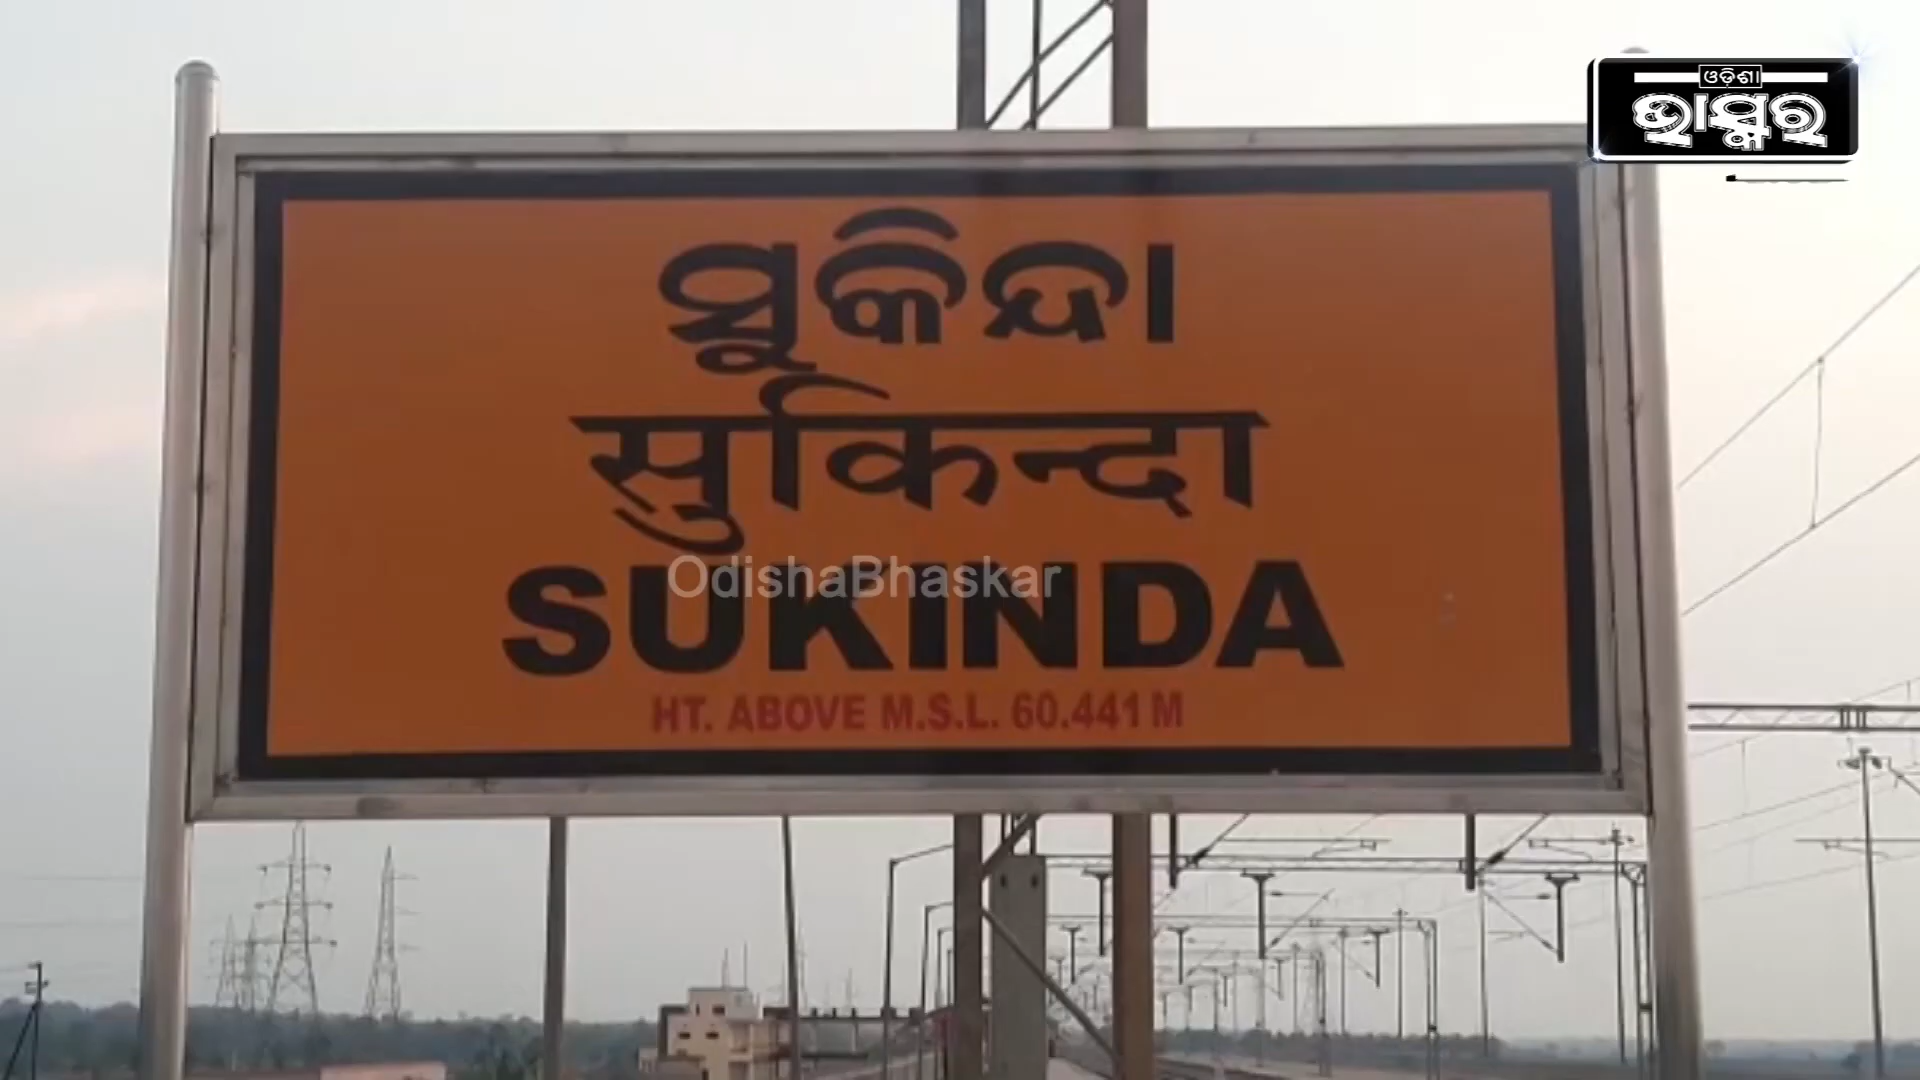 ଓଡ଼ିଶା
ଭାସ୍କର
ସୁକିନ୍ଦା
सुकिन्दा
OdishaBhaskar
SUKINDA
HT. ABOVE M.S.L. 60.441 M